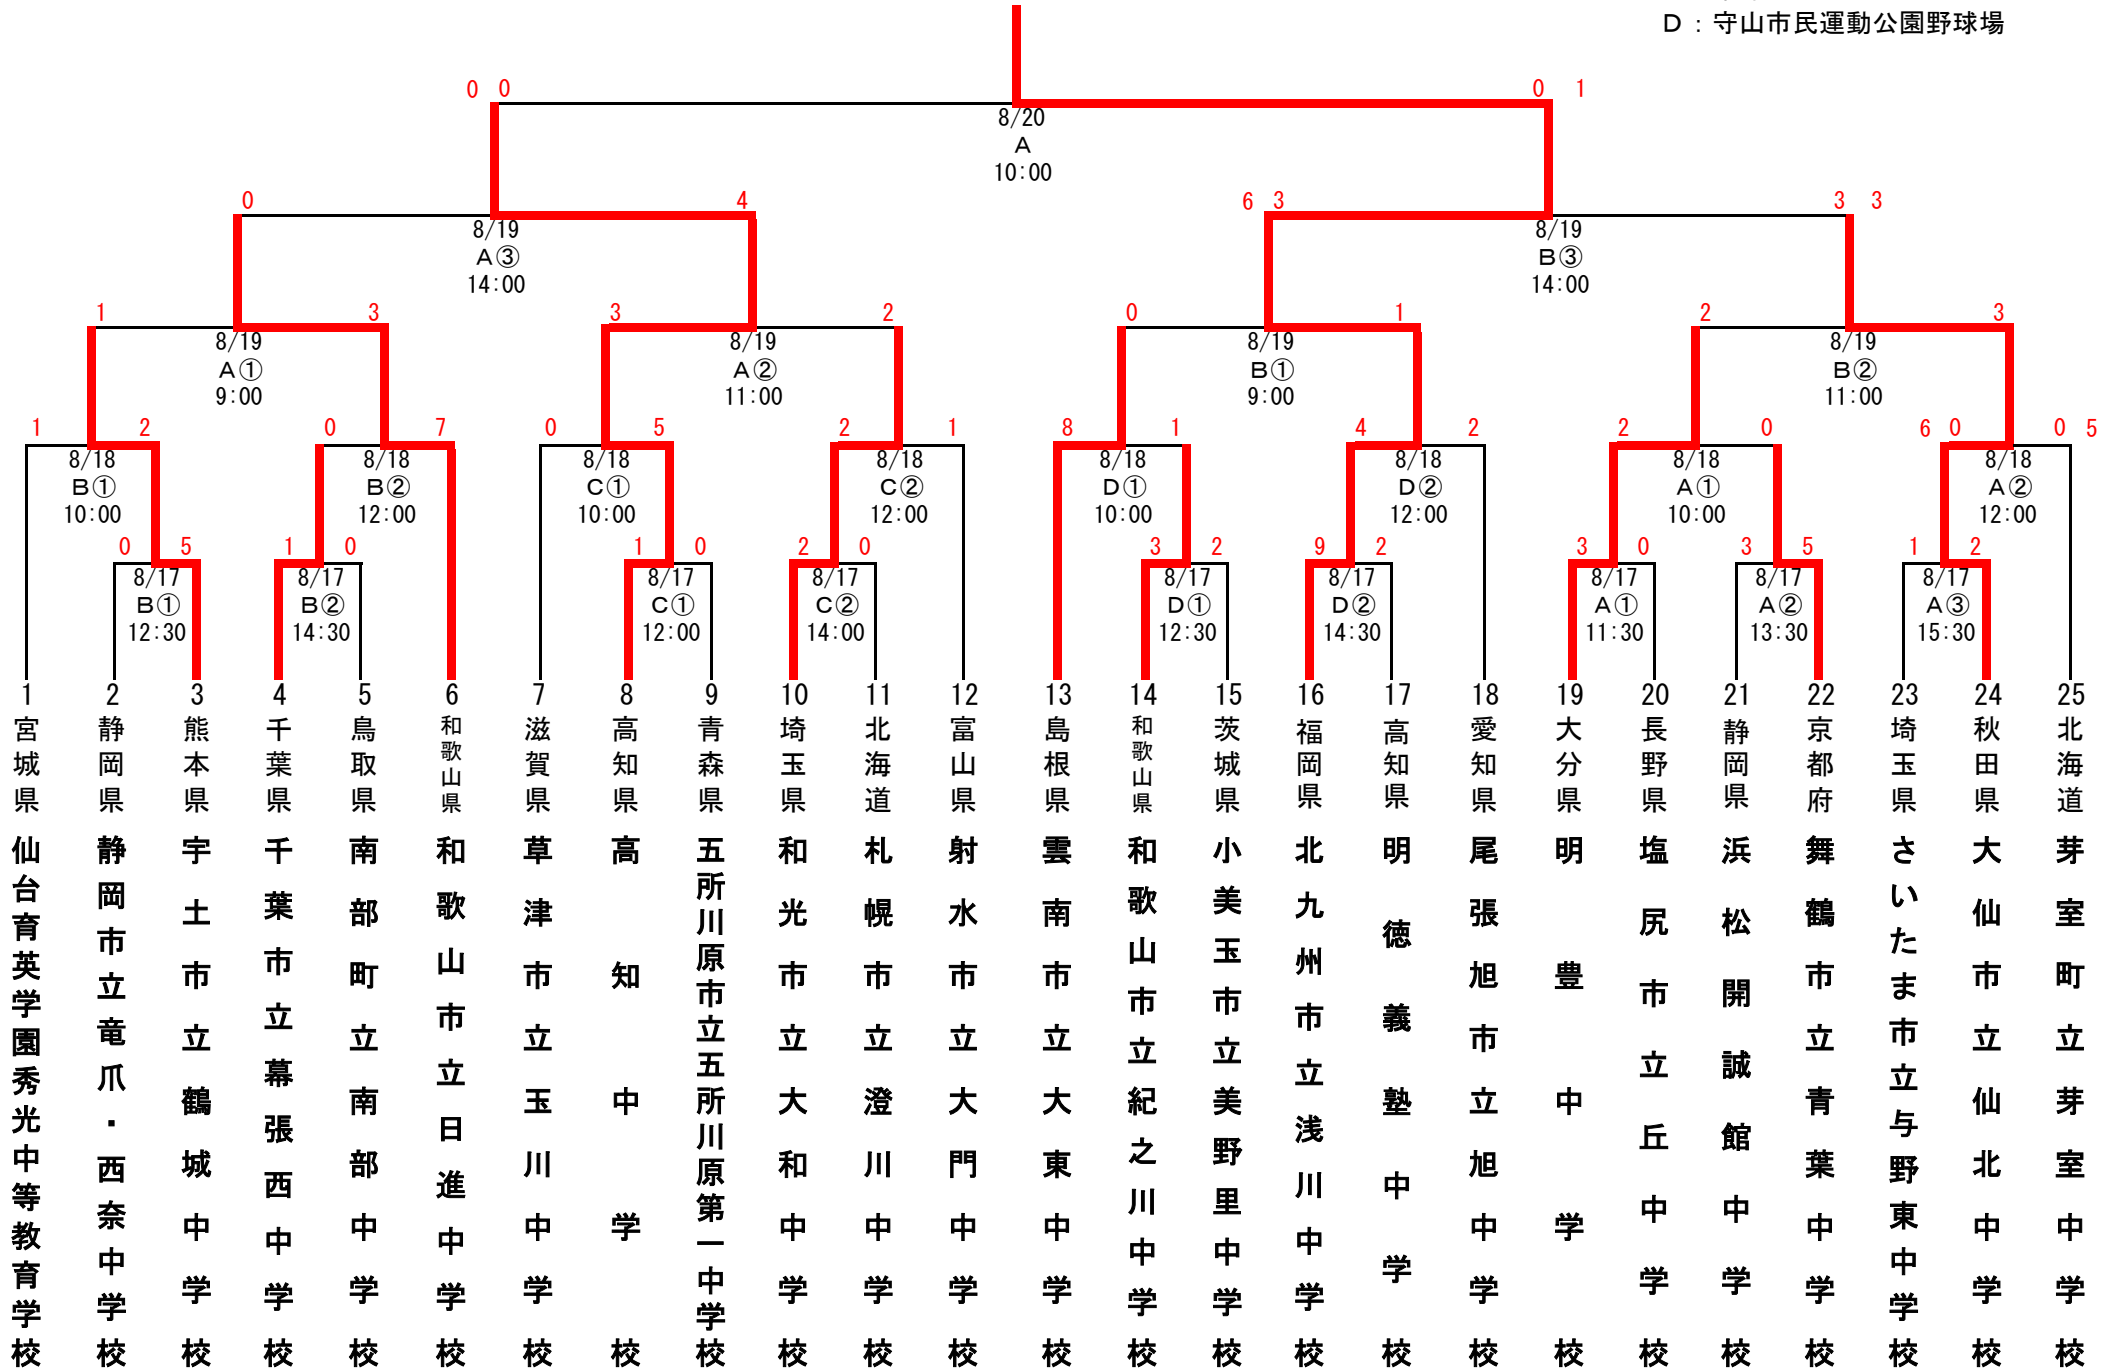 D：守山市民運動公園野球場
0 0 0 1
8/20
A
10:00
0 4 6 3 3 3
8/19 8/19
A③ B③
14:00 14:00
1 3 3 2 0 1 2 3
8/19 8/19 8/19 8/19
A① A② B① B②
9:00 11:00 9:00 11:00
1 2 0 7 0 5 2 1 8 1 4 2 2 0 6 0 0 5
8/18 8/18 8/18 8/18 8/18 8/18 8/18 8/18
B① B② C① C② D① D② A① A②
10:00 12:00 10:00 12:00 10:00 12:00 10:00 12:00
0 5 1 0 1 0 2 0 3 2 9 2 3 0 3 5 1 2
8/17 8/17 8/17 8/17 8/17 8/17 8/17 8/17 8/17
B① B② C① C② D① D② A① A② A③
12:30 14:30 12:00 14:00 12:30 14:30 11:30 13:30 15:30
1 宮城県 仙台育英学園秀光中等教育学校
2 静岡県 静岡市立竜爪・西奈中学校
3 熊本県 宇土市立鶴城中学校
4 千葉県 千葉市立幕張西中学校
5 鳥取県 南部町立南部中学校
6 和歌山県 和歌山市立日進中学校
7 滋賀県 草津市立玉川中学校
8 高知県 高知中学校
9 青森県 五所川原市立五所川原第一中学校
10 埼玉県 和光市立大和中学校
11 北海道 札幌市立澄川中学校
12 富山県 射水市立大門中学校
13 島根県 雲南市立大東中学校
14 和歌山県 和歌山市立紀之川中学校
15 茨城県 小美玉市立美野里中学校
16 福岡県 北九州市立浅川中学校
17 高知県 明徳義塾中学校
18 愛知県 尾張旭市立旭中学校
19 大分県 明豊中学校
20 長野県 塩尻市立丘中学校
21 静岡県 浜松開誠館中学校
22 京都府 舞鶴市立青葉中学校
23 埼玉県 さいたま市立与野東中学校
24 秋田県 大仙市立仙北中学校
25 北海道 芽室町立芽室中学校